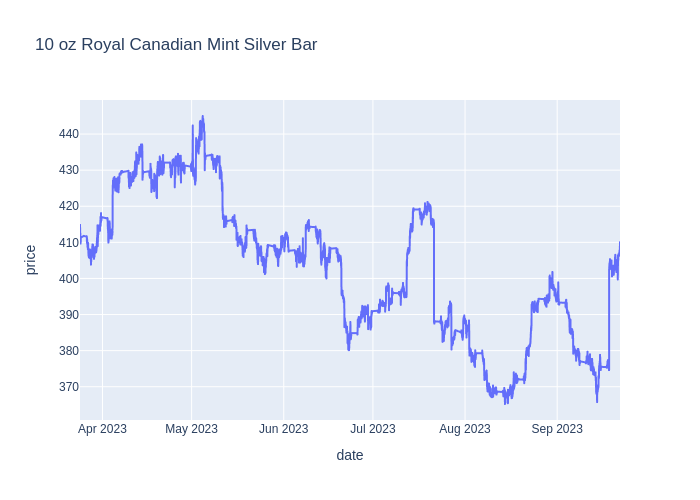 10 oz Royal Canadian Mint Silver Bar
440
430
420
410
400
390
380
370
price
Apr 2023
May 2023
Jun 2023
Jul 2023
Aug 2023
Sep 2023
date